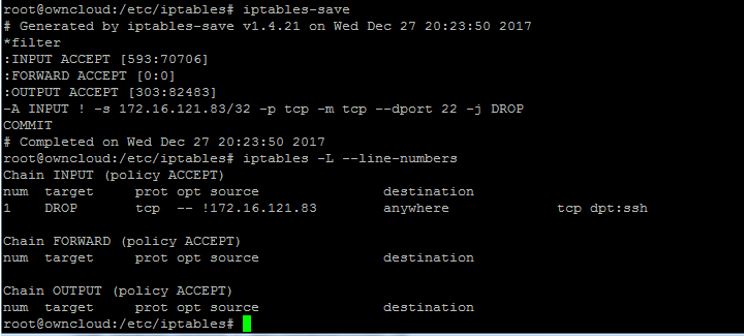 root@owncloud:/etc/iptables# iptables-save
# Generated by iptables-save v1.4.21 on Wed Dec 27 20:23:50 2017
*filter
:INPUT ACCEPT [593:70706]
:FORWARD ACCEPT [0:0]
:OUTPUT ACCEPT [303:82483]
-A INPUT ! -s 172.16.121.83/32 -p tcp -m tcp --dport 22 -j DROP
COMMIT
# Completed on Wed Dec 27 20:23:50 2017
root@owncloud:/etc/iptables# iptables -L --line-numbers
Chain INPUT (policy ACCEPT)
num  target     prot opt source               destination
1    DROP       tcp  -- !172.16.121.83        anywhere             tcp dpt:ssh

Chain FORWARD (policy ACCEPT)
num  target     prot opt source               destination

Chain OUTPUT (policy ACCEPT)
num  target     prot opt source               destination
root@owncloud:/etc/iptables#